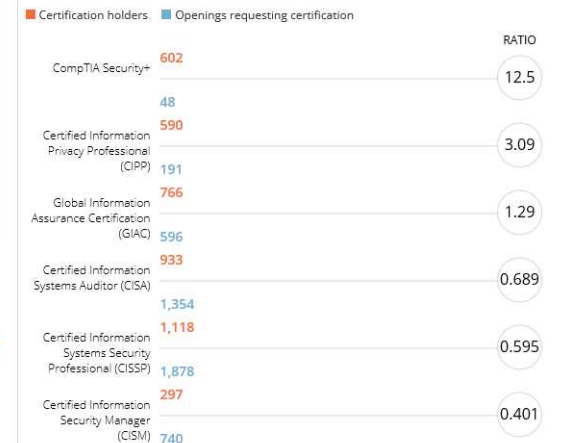 Certification holders Openings requesting certification
RATIO
602
CompTIA Security+
12.5
48
590
Certified Information
Privacy Professional
(CIPP)
3.09
191
766
Global Information
Assurance Certification
(GIAC)
1.29
596
933
Certified Information
Systems Auditor (CISA)
0.689
1,354
1,118
Certified Information
Systems Security
Professional (CISSP)
0.595
1,878
297
Certified Information
Security Manager
(CISM)
0.401
740